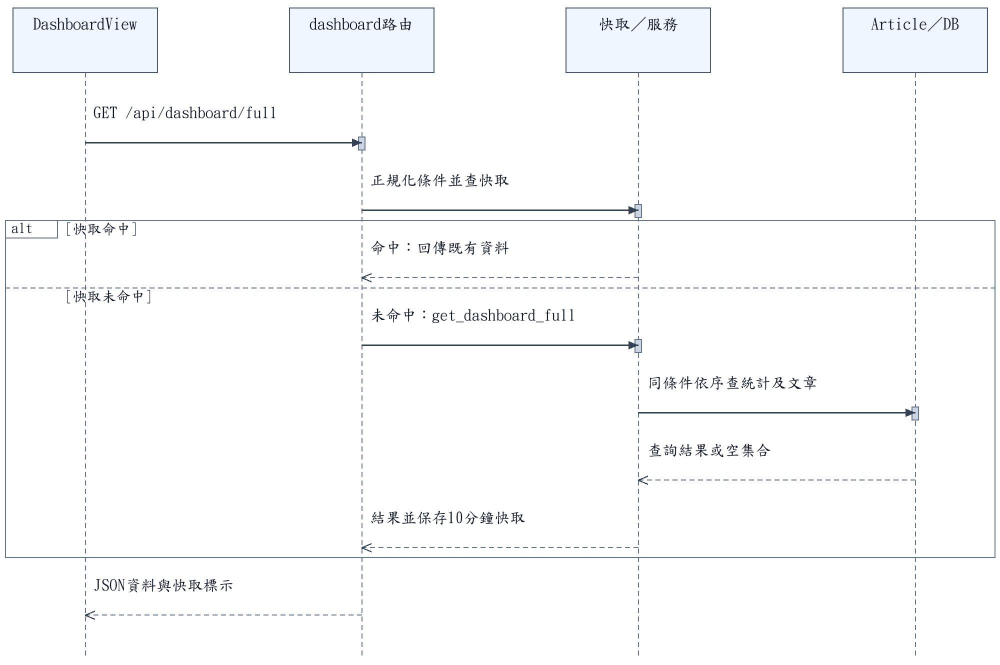 DashboardView
dashboard路由
快取／服務
Article／DB
GET /api/dashboard/full
正規化條件並查快取
alt
[快取命中]
命中：回傳既有資料
[快取未命中]
未命中：get_dashboard_full
同條件依序查統計及文章
查詢結果或空集合
結果並保存10分鐘快取
JSON資料與快取標示